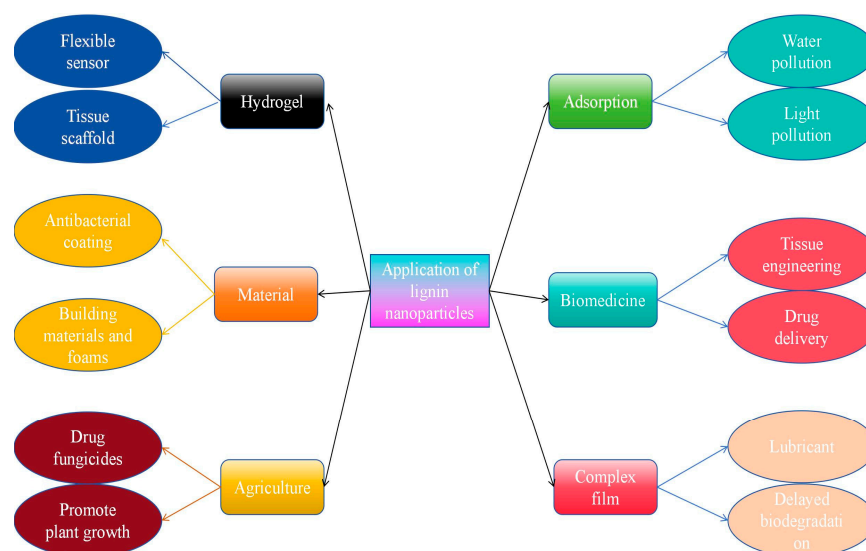 Flexible
sensor
Tissue
scaffold
Hydrogel
Antibacterial
coating
Building
materials and
foams
Material
Drug
fungicides
Promote
plant growth
Agriculture
Application of
lignin
nanoparticles
Adsorption
Water
pollution
Light
pollution
Biomedicine
Tissue
engineering
Drug
delivery
Complex
film
Lubricant
Delayed
biodegradati
on